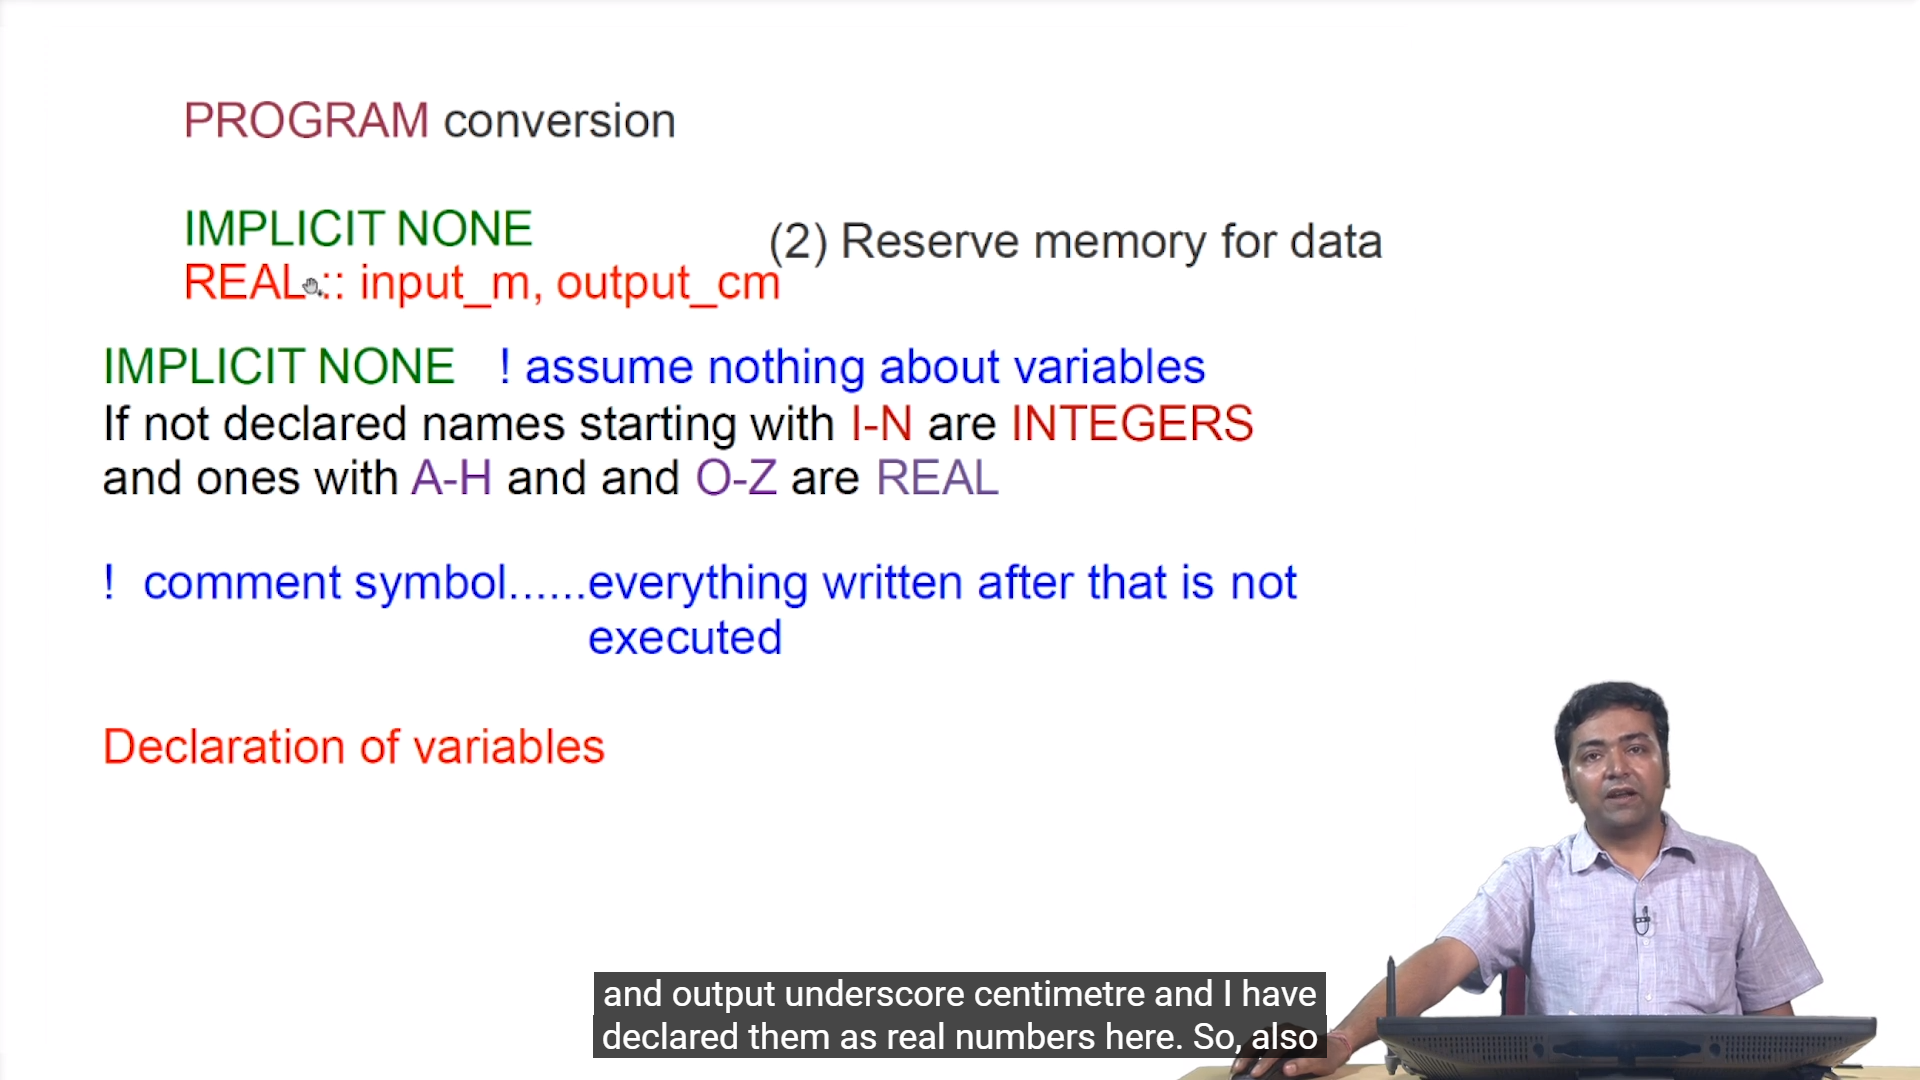 PROGRAM conversion
IMPLICIT NONE
(2) Reserve memory for data
REAL :: input_m, output_cm
IMPLICIT NONE ! assume nothing about variables
If not declared names starting with I-N are INTEGERS
and ones with A-H and and O-Z are REAL
! comment symbol......everything written after that is not
executed
Declaration of variables
and output underscore centimetre and I have
declared them as real numbers here. So, also